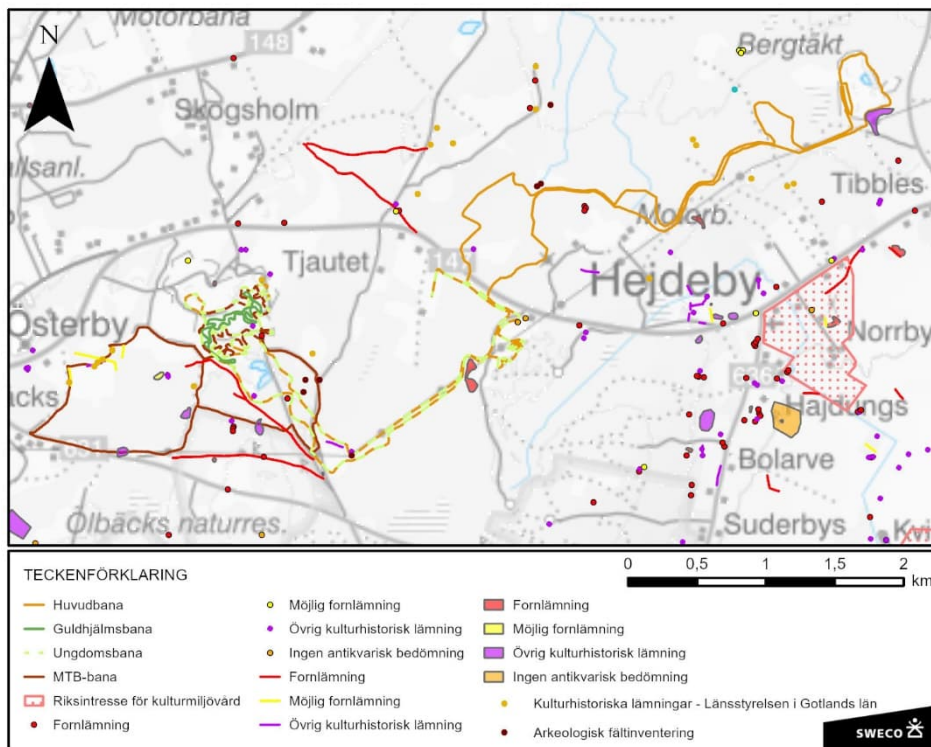 Motorbana
N
148
Bergtäkt
Skogsholm
allsanl.
Tibbles
Motorb.
Tjautet
Hejdeby
Österby
Norrby
acks
Hajdungs
Bolarve
Ölbäcks naturres.
Suderbys
TECKENFÖRKLARING
0 0,5 1 1,5 2
km
Huvudbana
Guldhjälmsbana
Ungdomsbana
MTB-bana
Riksintresse för kulturmiljövård
Fornlämning
Möjlig fornlämning
Övrig kulturhistorisk lämning
Ingen antikvarisk bedömning
Fornlämning
Möjlig fornlämning
Övrig kulturhistorisk lämning
Fornlämning
Möjlig fornlämning
Övrig kulturhistorisk lämning
Ingen antikvarisk bedömning
Kulturhistoriska lämningar - Länsstyrelsen i Gotlands län
Arkeologisk fältinventering
SWECO